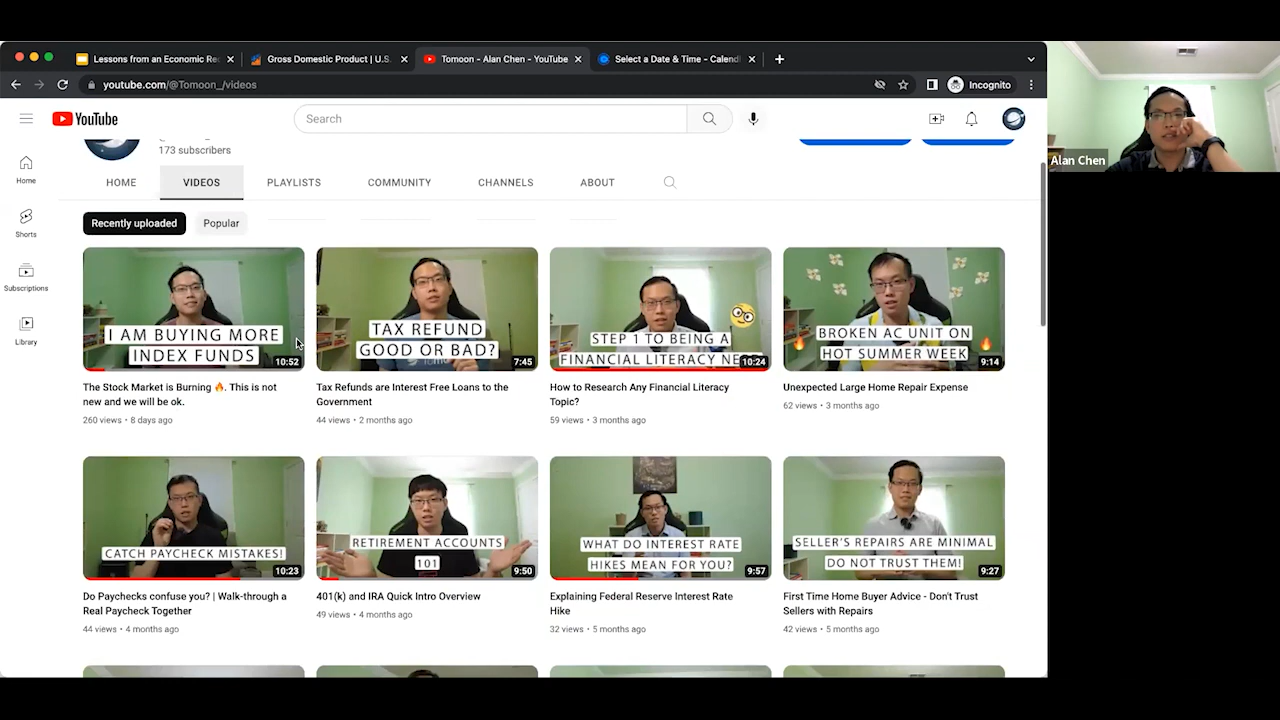 Lessons from an Economic Re
Gross Domestic Product | U.S.
Tomoon - Alan Chen - YouTube
Select a Date & Time - Calend
youtube.com/@Tomoon_/videos
Incognito
YouTube
Search
Alan Chen
173 subscribers
Home
Shorts
Subscriptions
Library
HOME
VIDEOS
PLAYLISTS
COMMUNITY
CHANNELS
ABOUT
Recently uploaded
Popular
I AM BUYING MORE
INDEX FUNDS
10:52
The Stock Market is Burning 🔥. This is not
new and we will be ok.
260 views • 8 days ago
TAX REFUND
GOOD OR BAD?
7:45
Tax Refunds are Interest Free Loans to the
Government
44 views • 2 months ago
STEP 1 TO BEING A
FINANCIAL LITERACY NE
10:24
How to Research Any Financial Literacy
Topic?
59 views • 3 months ago
BROKEN AC UNIT ON
HOT SUMMER WEEK
9:14
Unexpected Large Home Repair Expense
62 views • 3 months ago
CATCH PAYCHECK MISTAKES!
10:23
Do Paychecks confuse you? | Walk-through a
Real Paycheck Together
44 views • 4 months ago
RETIREMENT ACCOUNTS
101
9:50
401(k) and IRA Quick Intro Overview
49 views • 4 months ago
WHAT DO INTEREST RATE
HIKES MEAN FOR YOU?
9:57
Explaining Federal Reserve Interest Rate
Hike
32 views • 5 months ago
SELLER'S REPAIRS ARE MINIMAL
DO NOT TRUST THEM!
9:27
First Time Home Buyer Advice - Don't Trust
Sellers with Repairs
42 views • 5 months ago